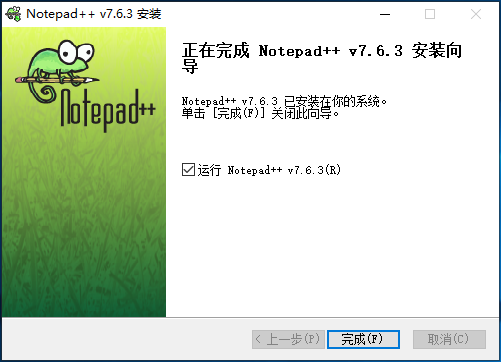 Notepad++ v7.6.3 安装
Notepad++
正在完成 Notepad++ v7.6.3 安装向
导
Notepad++ v7.6.3 已安装在你的系统。
单击 [完成(F)] 关闭此向导。
运行 Notepad++ v7.6.3(R)
< 上一步(P)
完成(F)
取消(C)